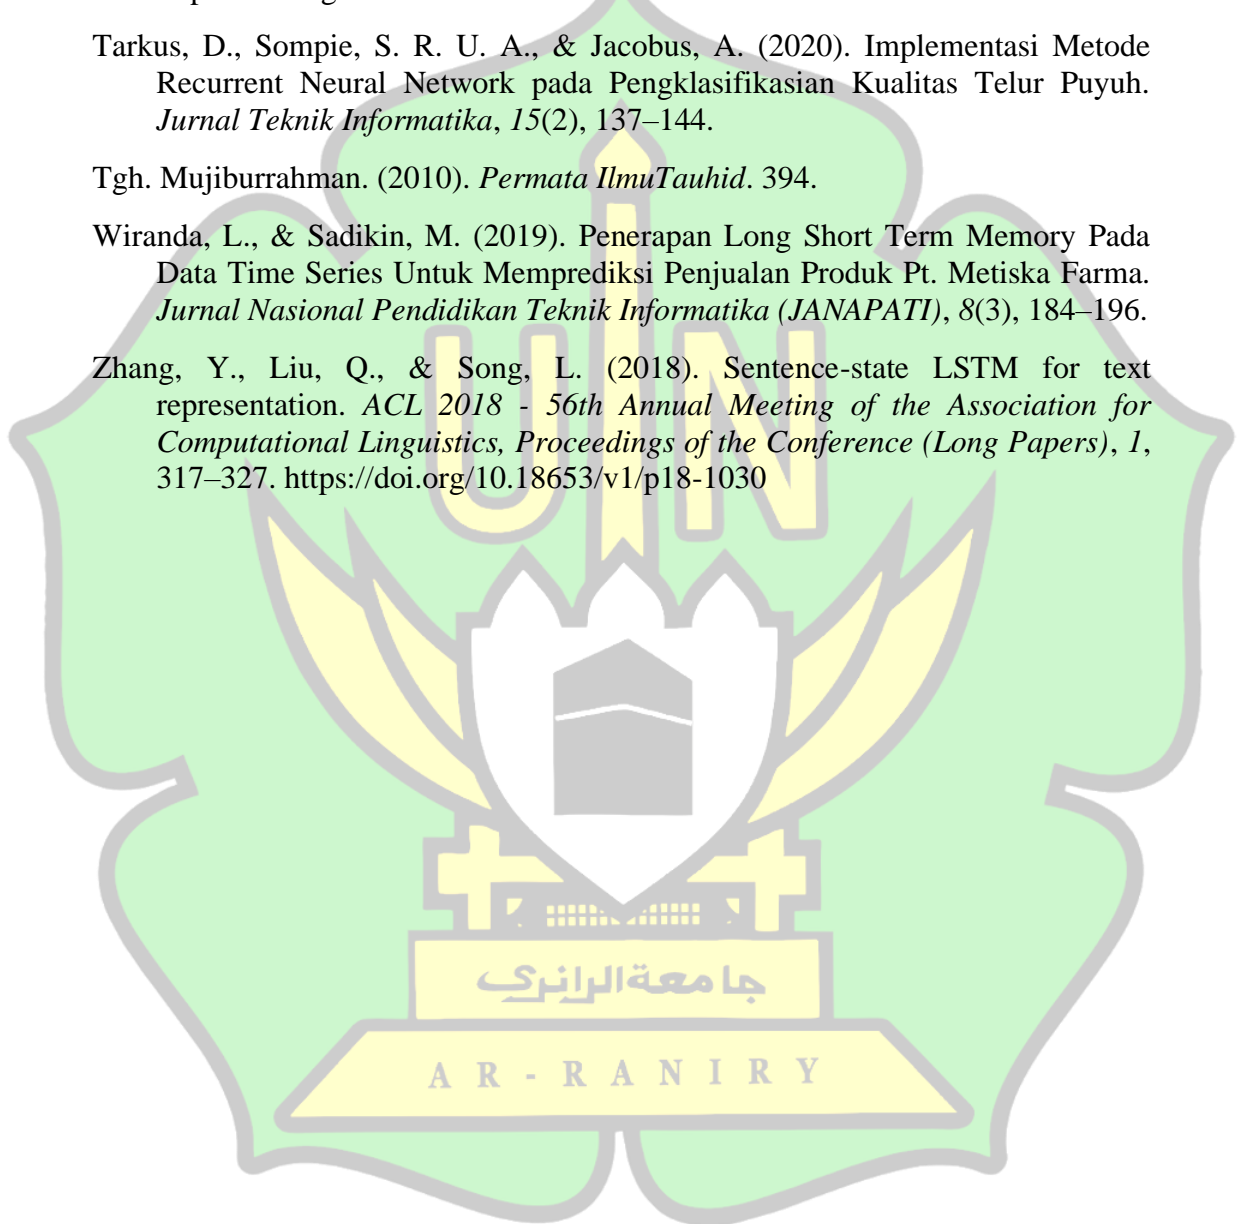 Tarkus, D., Sompie, S. R. U. A., & Jacobus, A. (2020). Implementasi Metode
Recurrent Neural Network pada Pengklasifikasian Kualitas Telur Puyuh.
Jurnal Teknik Informatika, 15(2), 137–144.
Tgh. Mujiburrahman. (2010). Permata IlmuTauhid. 394.
Wiranda, L., & Sadikin, M. (2019). Penerapan Long Short Term Memory Pada
Data Time Series Untuk Memprediksi Penjualan Produk Pt. Metiska Farma.
Jurnal Nasional Pendidikan Teknik Informatika (JANAPATI), 8(3), 184–196.
Zhang, Y., Liu, Q., & Song, L. (2018). Sentence-state LSTM for text
representation. ACL 2018 - 56th Annual Meeting of the Association for
Computational Linguistics, Proceedings of the Conference (Long Papers), 1,
317–327. https://doi.org/10.18653/v1/p18-1030
UIN
جامعة الرانري
AR-RANIRY